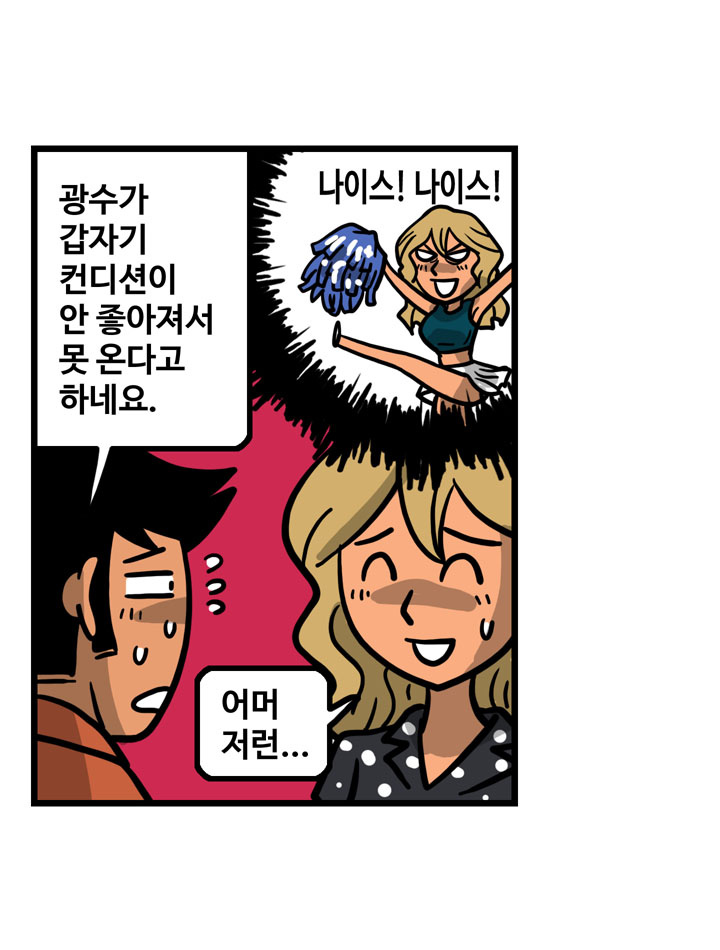 광수가
갑자기
컨디션이
안 좋아져서
못 온다고
하네요.
나이스! 나이스!
어머
저런...